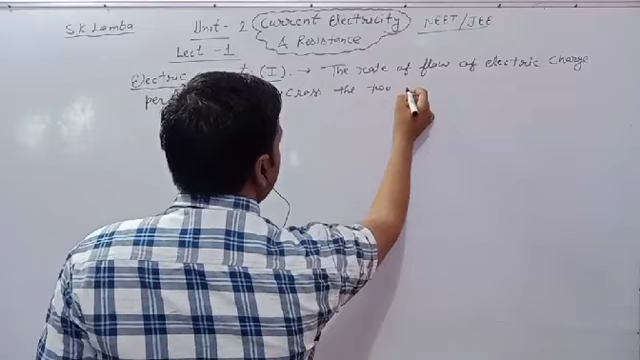 S.K Lamba
Unit - 2 Current Electricity NEET/JEE
& Resistance
Lect - 1
Electric (I). → The rate of flow of electric charge
per cross the